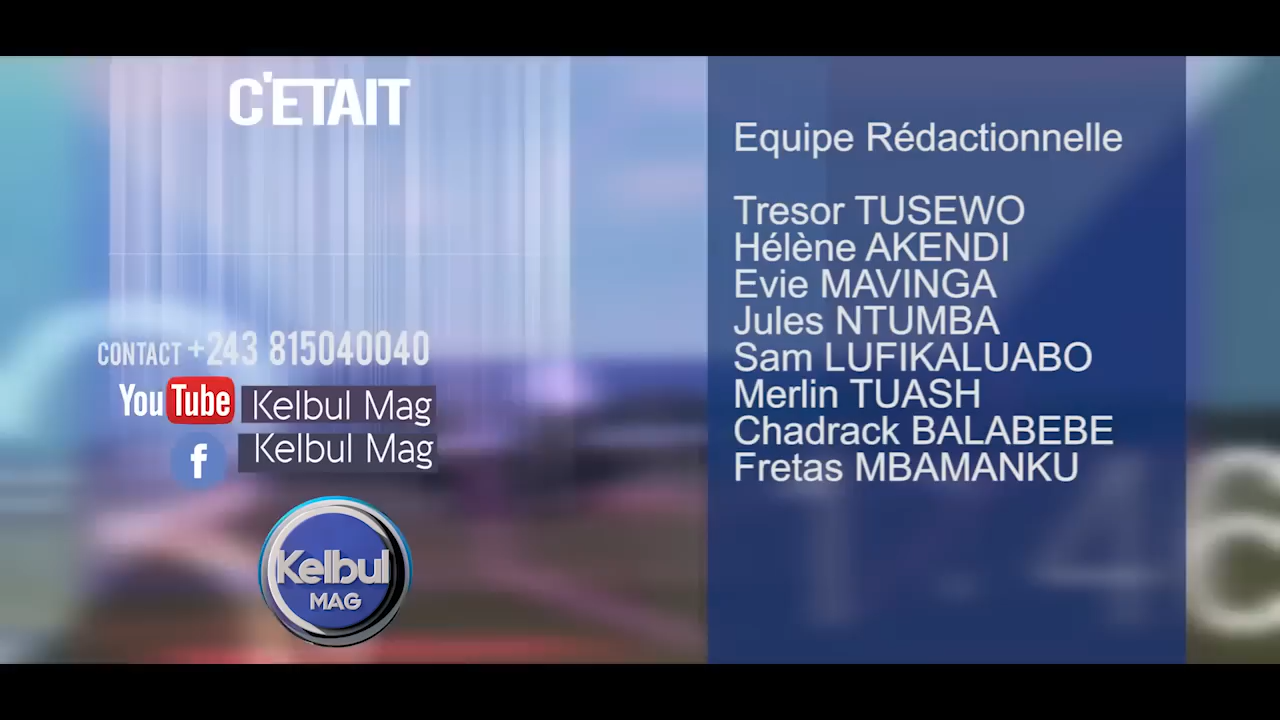 C'ETAIT
CONTACT +243 815040040
YouTube Kelbul Mag
f Kelbul Mag
Kelbul
MAG
Equipe Rédactionnelle
Tresor TUSEWO
Hélène AKENDI
Evie MAVINGA
Jules NTUMBA
Sam LUFIKALUABO
Merlin TUASH
Chadrack BALABEBE
Fretas MBAMANKU